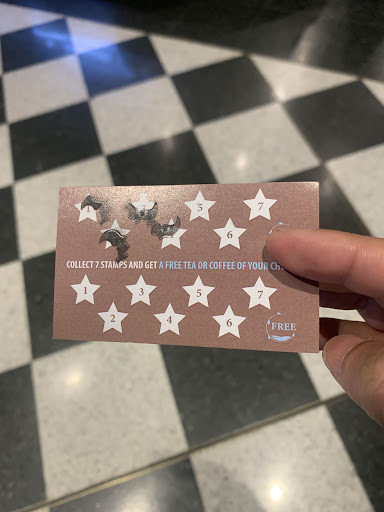 1 5 7
6
COLLECT 7 STAMPS AND GET A FREE TEA OR COFFEE OF YOUR
1 3 5 7
2 4 6 FREE